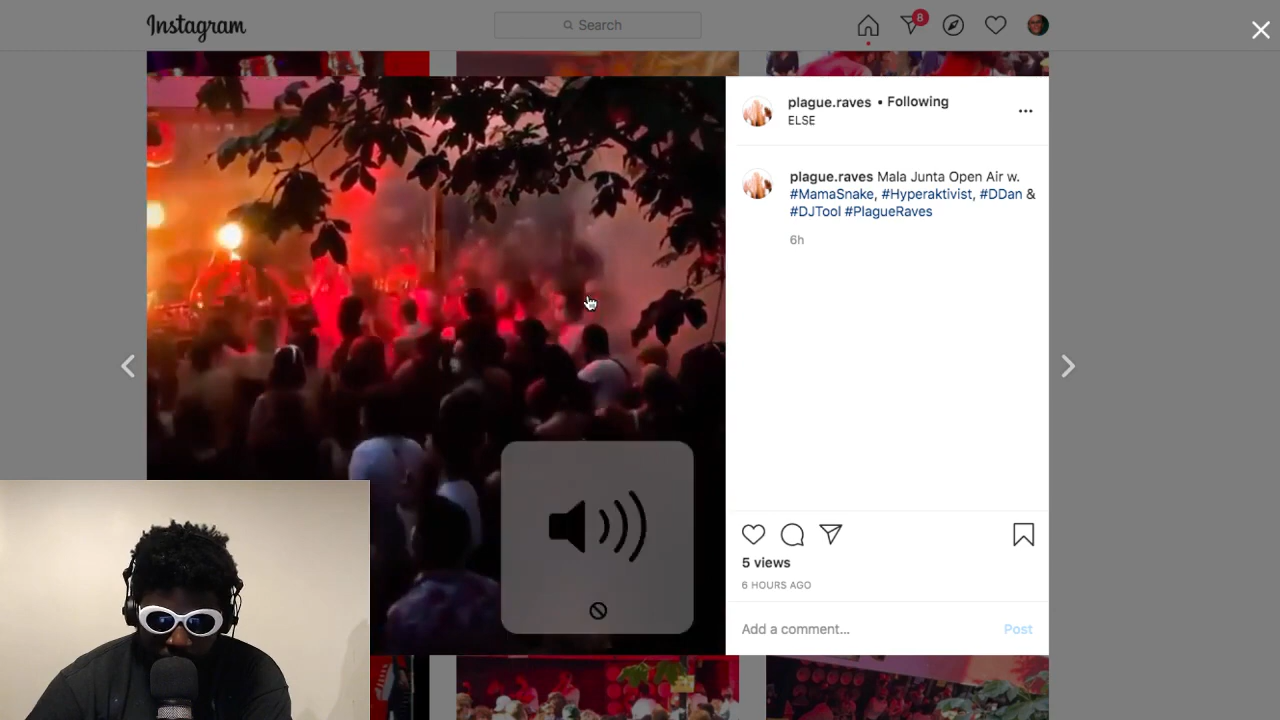 Instagram
Search
8
plague.raves • Following
ELSE
plague.raves Mala Junta Open Air w.
#MamaSnake, #Hyperaktivist, #DDan &
#DJTool #PlagueRaves
6h
5 views
6 HOURS AGO
Add a comment...
Post